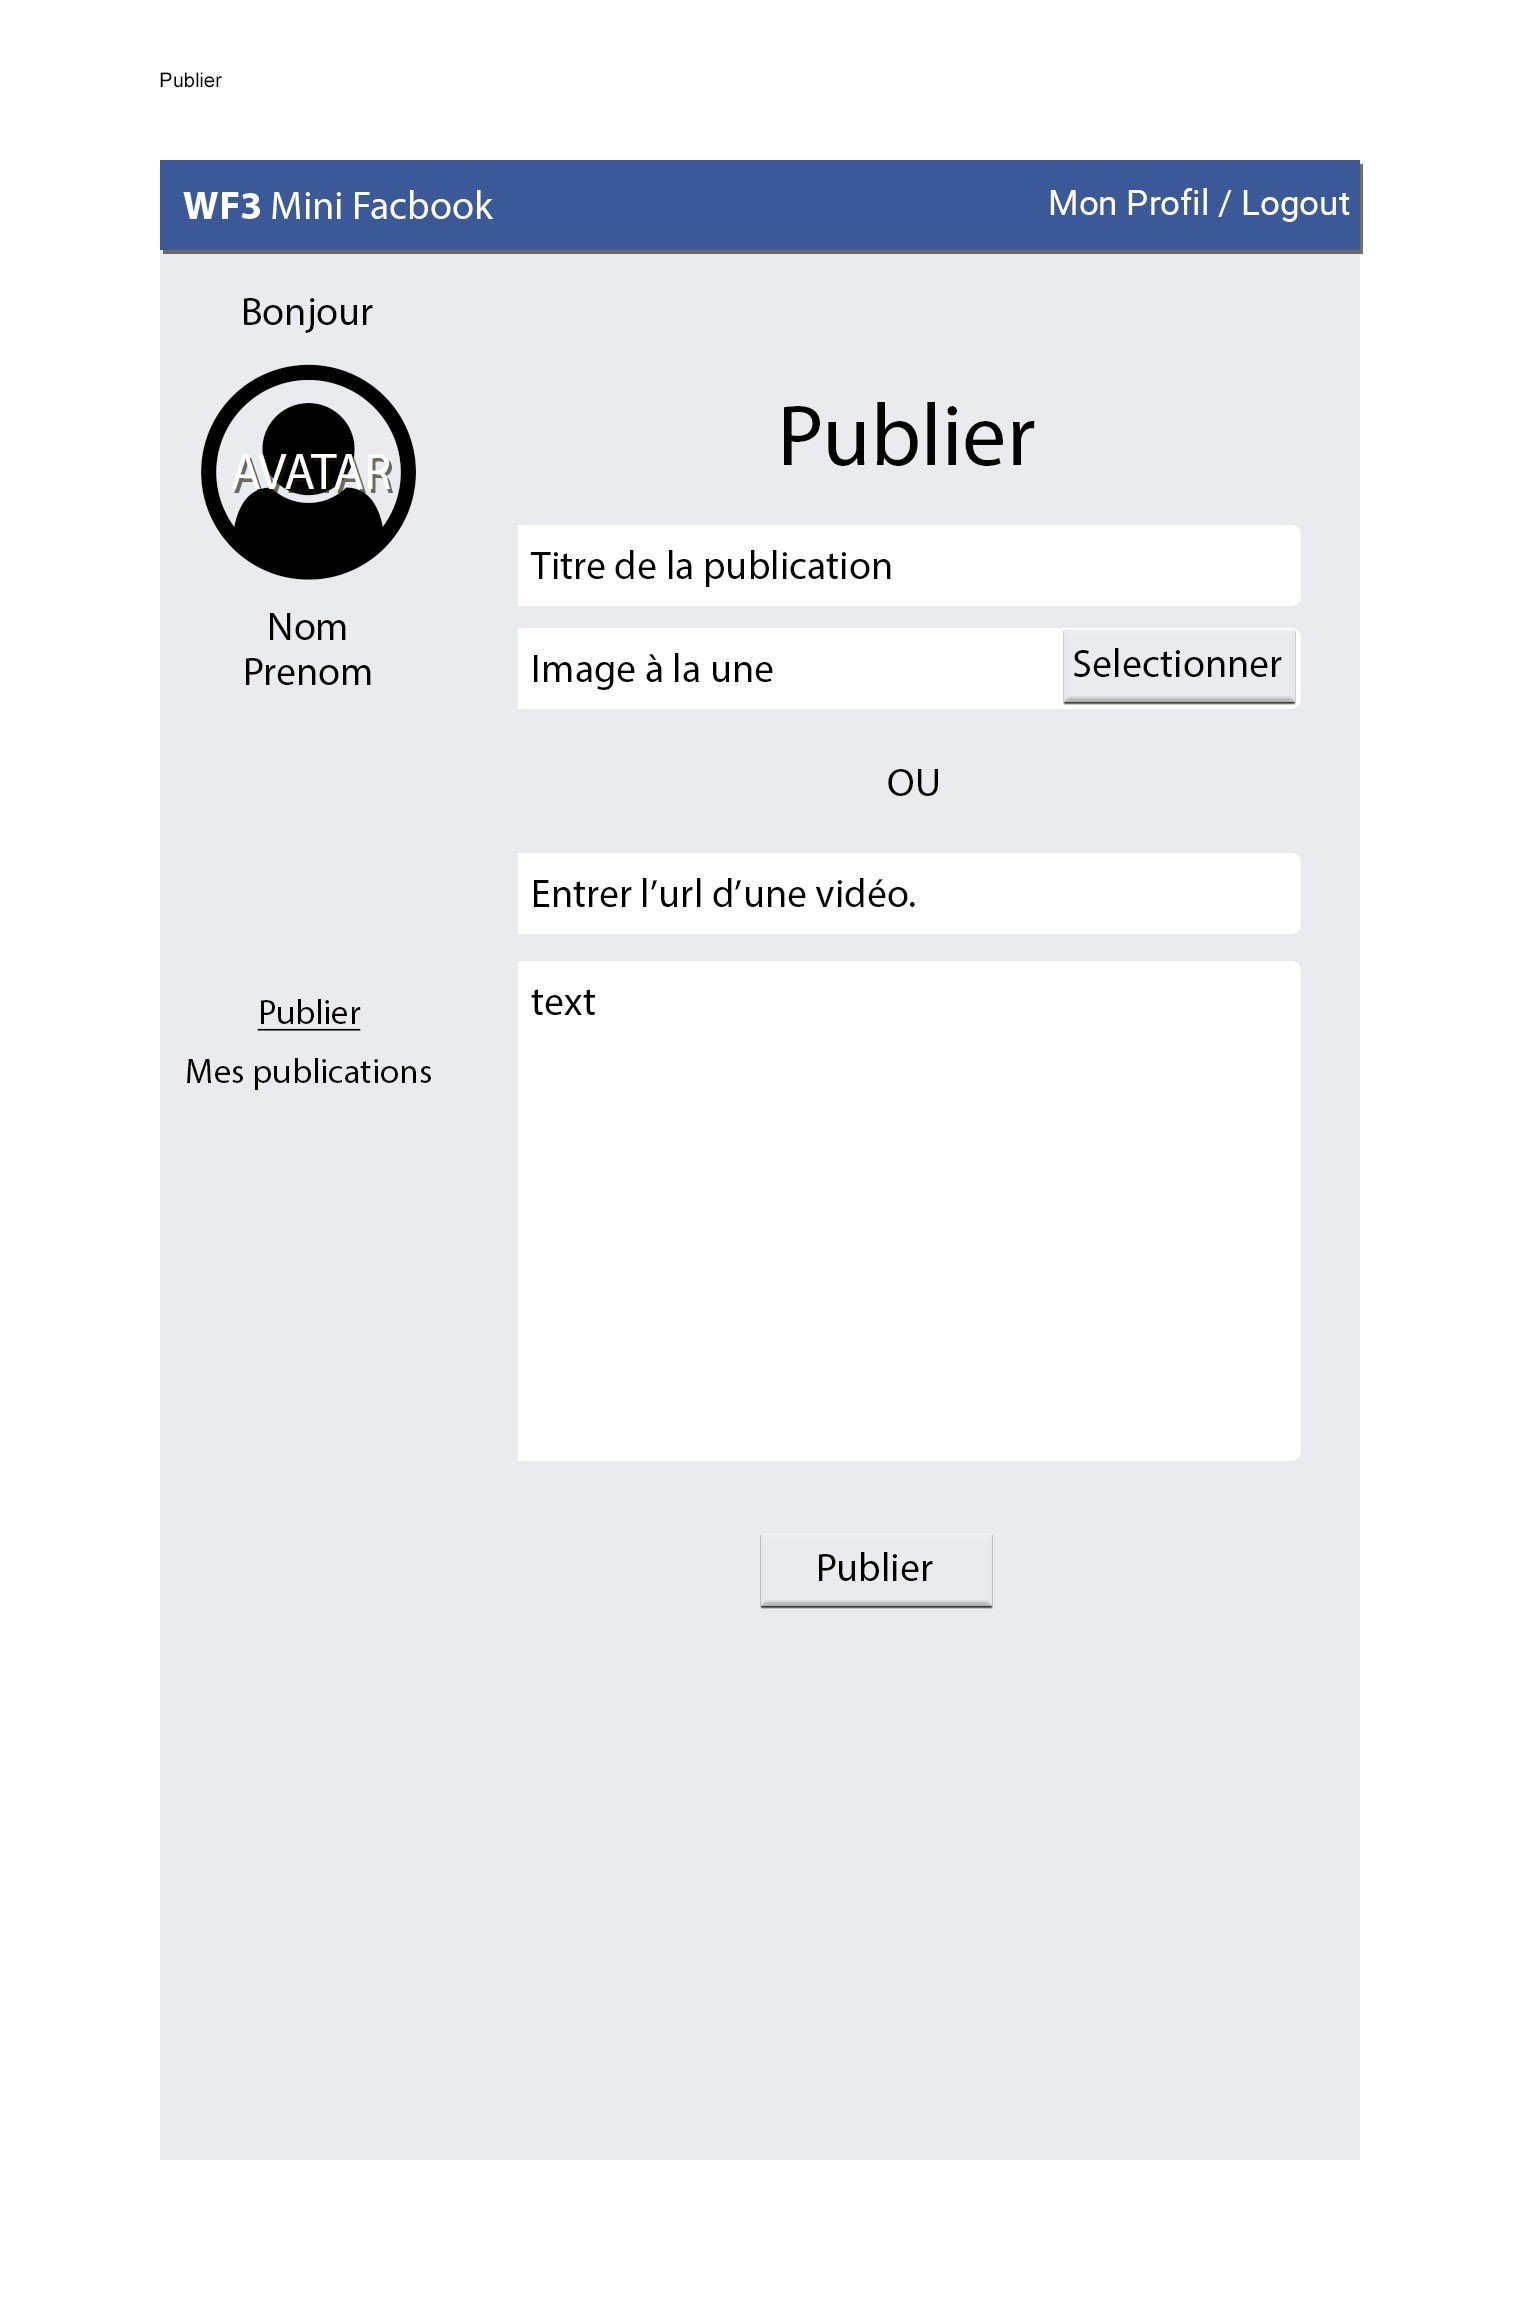 Publier
WF3 Mini Facbook
Mon Profil / Logout
Bonjour
AVATAR
Nom
Prenom
Publier
Mes publications
Publier
Titre de la publication
Image à la une
Selectionner
OU
Entrer l’url d’une vidéo.
text
Publier